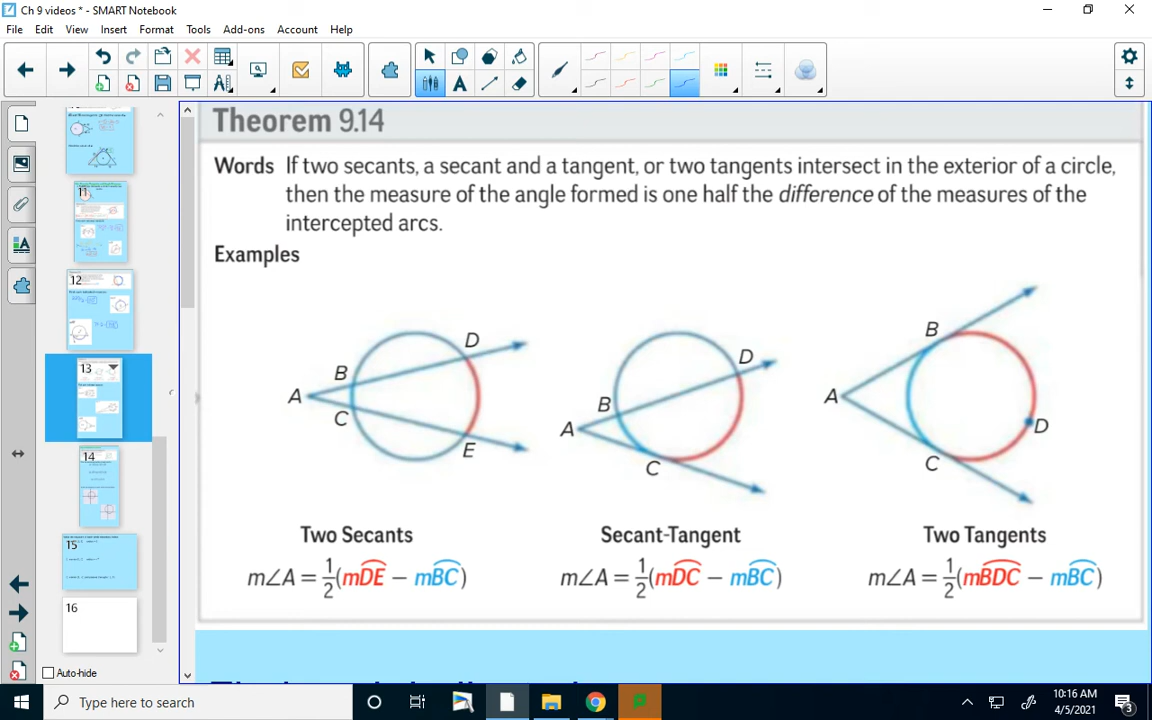 Ch 9 videos * - SMART Notebook
File Edit View Insert Format Tools Add-ons Account Help
Theorem 9.14
Words If two secants, a secant and a tangent, or two tangents intersect in the exterior of a circle,
then the measure of the angle formed is one half the difference of the measures of the
intercepted arcs.
Examples
A B C D E
A B C D
A B C D
Two Secants
m∠A = 1/2(mDE − mBC)
Secant-Tangent
m∠A = 1/2(mDC − mBC)
Two Tangents
m∠A = 1/2(mBDC − mBC)
11
12
13
14
15
16
Auto-hide
Type here to search
10:16 AM
4/5/2021
3